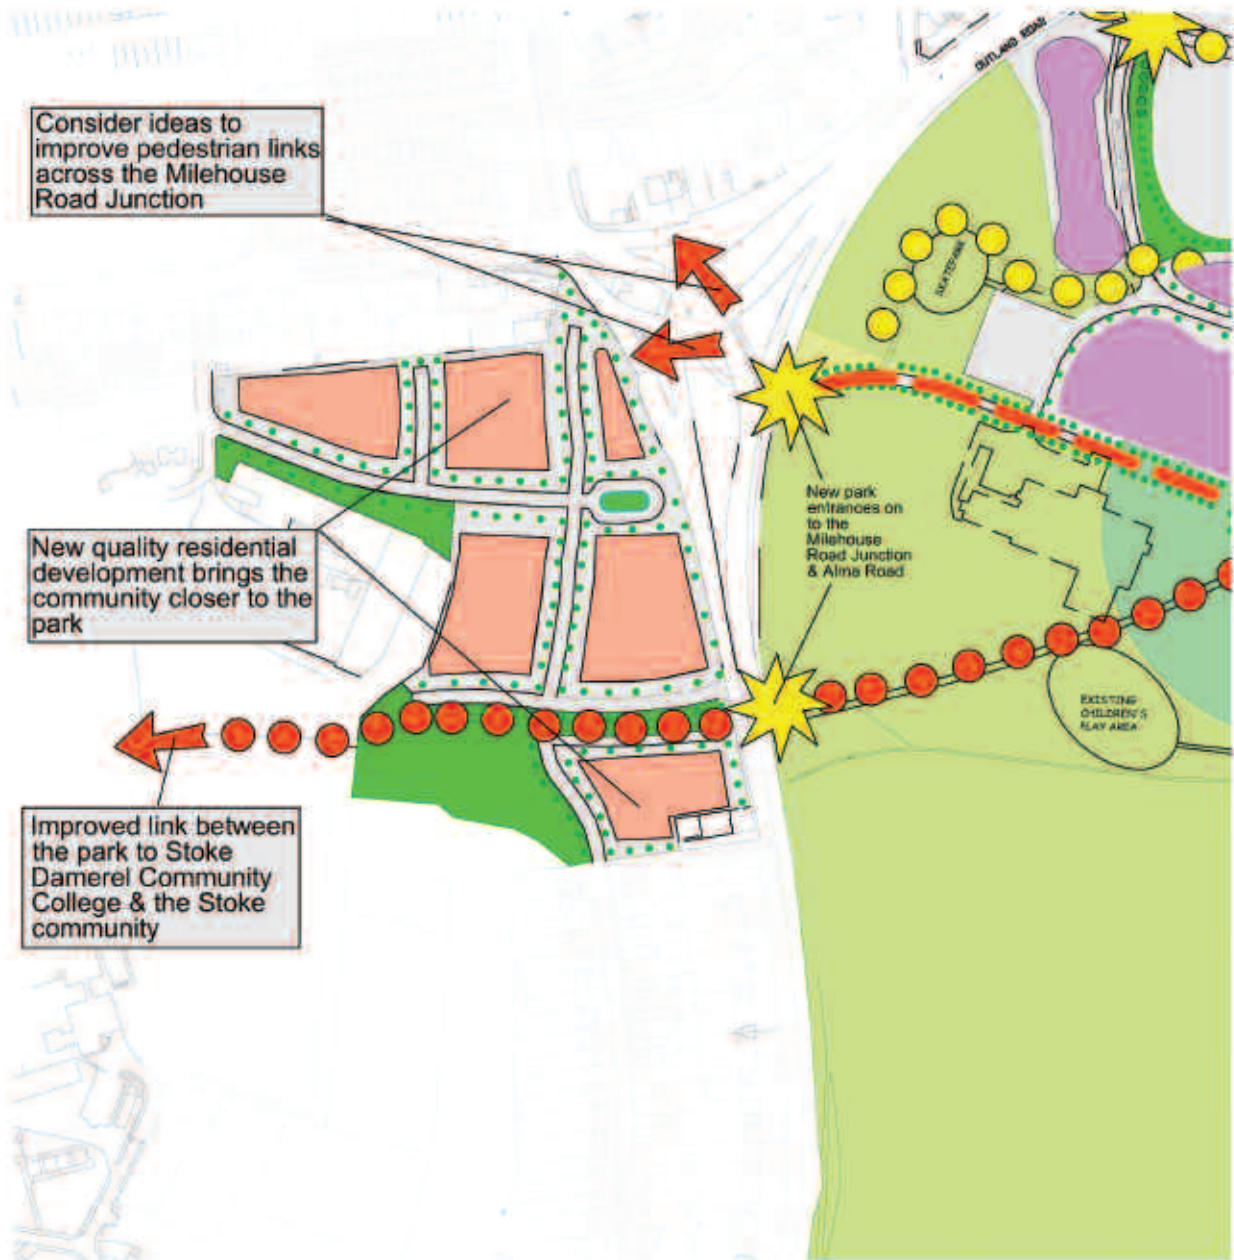 OUTLAND ROAD
Consider ideas to
improve pedestrian links
across the Milehouse
Road Junction
SKATEPARK
New park
entrances on
to the
Milehouse
Road Junction
& Alma Road
New quality residential
development brings the
community closer to the
park
EXISTING
CHILDREN'S
PLAY AREA
Improved link between
the park to Stoke
Damerel Community
College & the Stoke
community